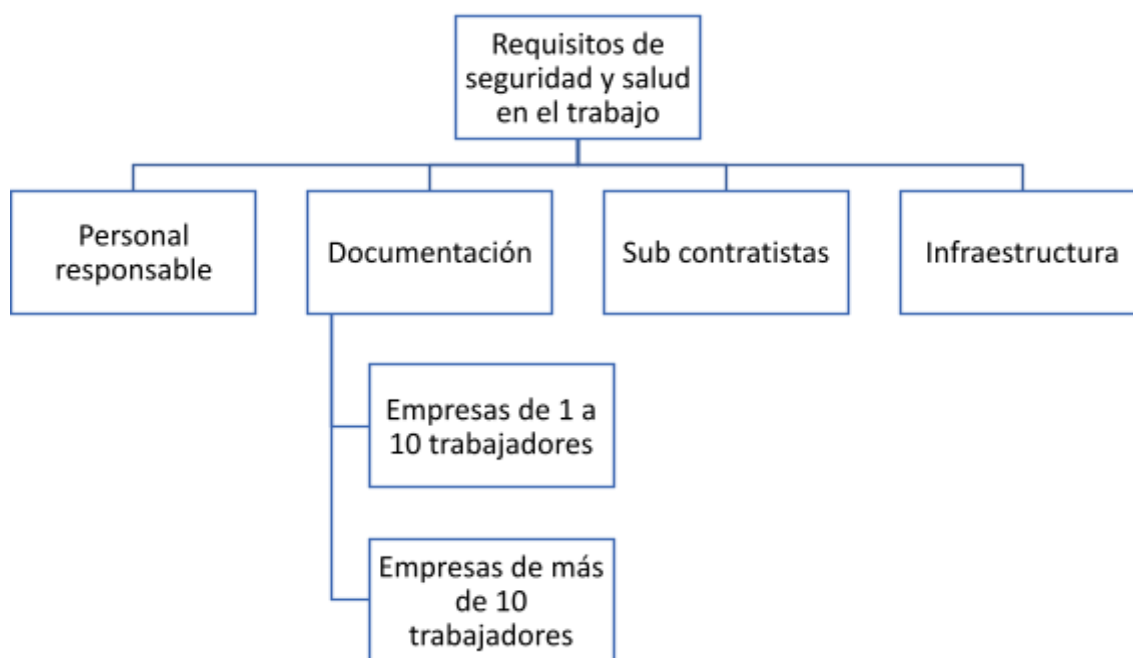 Requisitos de
seguridad y salud
en el trabajo
Personal
responsable
Documentación
Sub contratistas
Infraestructura
Empresas de 1 a
10 trabajadores
Empresas de más
de 10
trabajadores